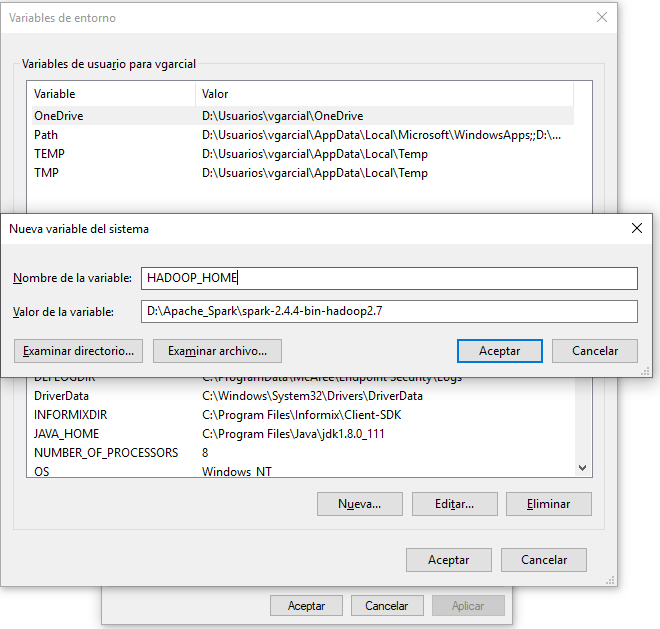 Variables de entorno
Variables de usuario para vgarcial
Variable Valor
OneDrive D:\Usuarios\vgarcial\OneDrive
Path D:\Usuarios\vgarcial\AppData\Local\Microsoft\WindowsApps;;D:\...
TEMP D:\Usuarios\vgarcial\AppData\Local\Temp
TMP D:\Usuarios\vgarcial\AppData\Local\Temp
Nueva variable del sistema
Nombre de la variable: HADOOP_HOME
Valor de la variable: D:\Apache_Spark\spark-2.4.4-bin-hadoop2.7
Examinar directorio... Examinar archivo... Aceptar Cancelar
DEFLOGDIR C:\ProgramData\McAfee\Endpoint Security\Logs
DriverData C:\Windows\System32\Drivers\DriverData
INFORMIXDIR C:\Program Files\Informix\Client-SDK
JAVA_HOME C:\Program Files\Java\jdk1.8.0_111
NUMBER_OF_PROCESSORS 8
OS Windows_NT
Nueva... Editar... Eliminar
Aceptar Cancelar
Aceptar Cancelar Aplicar